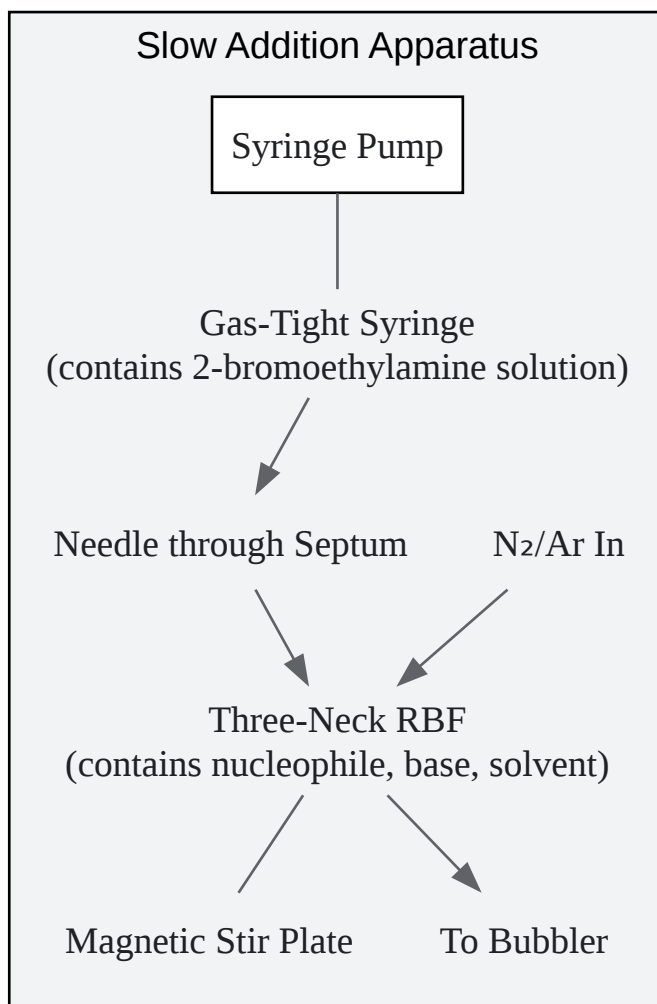 Slow Addition Apparatus
Syringe Pump
Gas-Tight Syringe
(contains 2-bromoethylamine solution)
Needle through Septum
N₂/Ar In
Three-Neck RBF
(contains nucleophile, base, solvent)
Magnetic Stir Plate
To Bubbler